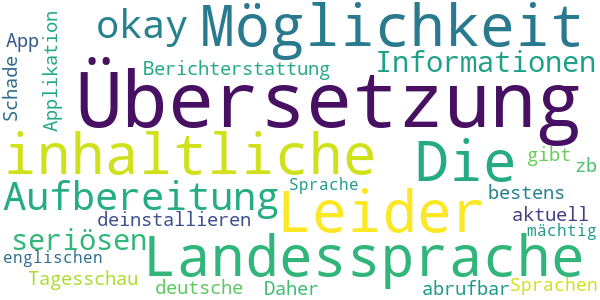 App okay Möglichkeit
Schade Applikation Berichterstattung Informationen
Übersetzung
inhaltliche Die gibt zb
Aufbereitung Leider Sprache bestens
deinstallieren aktuell
seriösen Landessprache mächtig
englischen
Tagesschau deutsche Daher abrufbar Sprachen